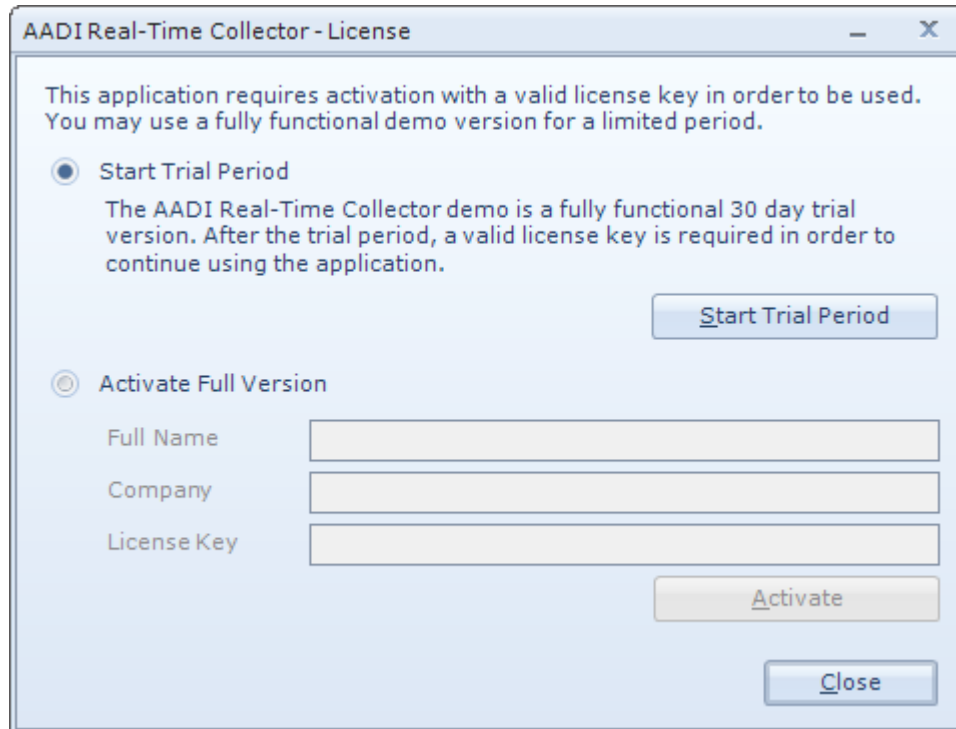 AADI Real-Time Collector - License
This application requires activation with a valid license key in order to be used.
You may use a fully functional demo version for a limited period.
Start Trial Period
The AADI Real-Time Collector demo is a fully functional 30 day trial
version. After the trial period, a valid license key is required in order to
continue using the application.
Start Trial Period
Activate Full Version
Full Name
Company
License Key
Activate
Close